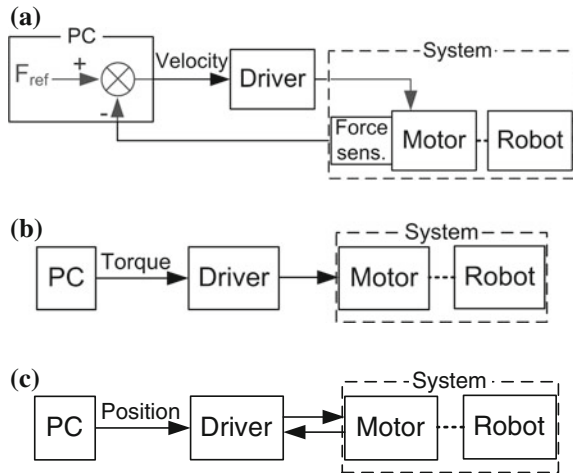 (a)
PC
System
F_ref
+
-
Velocity
Driver
Force
sens.
Motor
Robot
(b)
System
PC
Torque
Driver
Motor
Robot
(c)
System
PC
Position
Driver
Motor
Robot